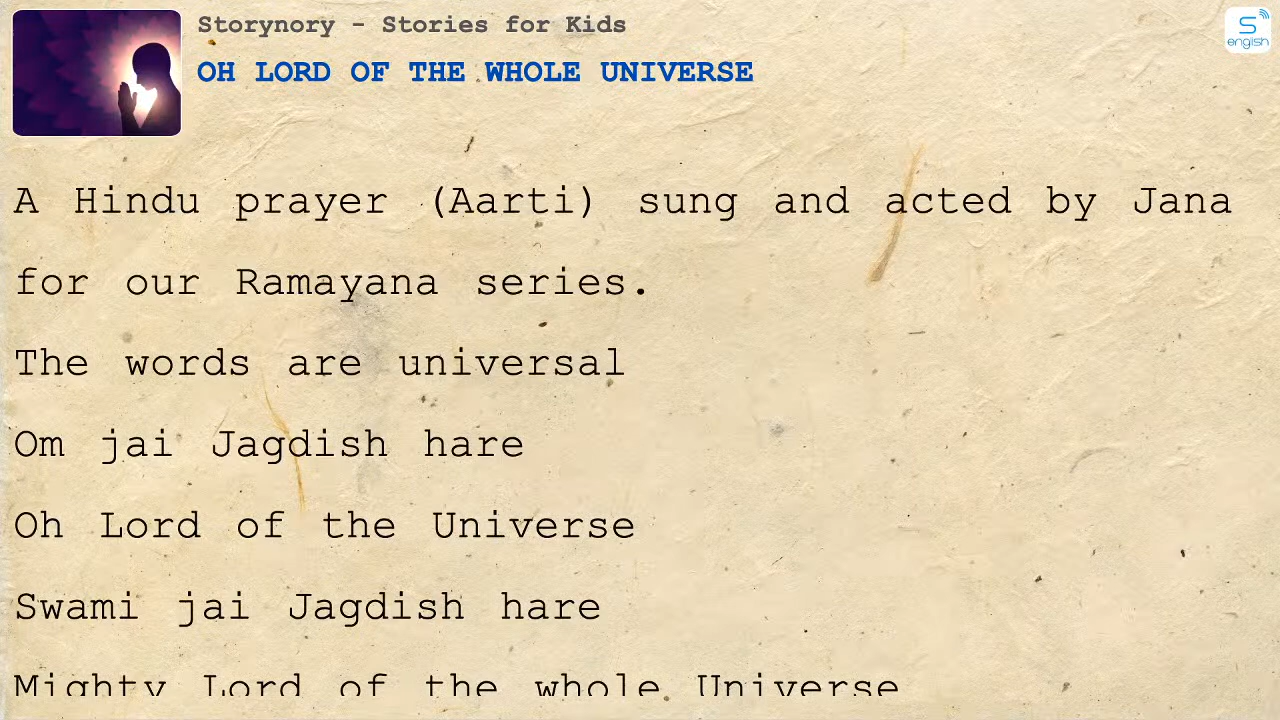 Storynory - Stories for Kids
OH LORD OF THE WHOLE UNIVERSE
S
english
A Hindu prayer (Aarti) sung and acted by Jana
for our Ramayana series.
The words are universal
Om jai Jagdish hare
Oh Lord of the Universe
Swami jai Jagdish hare
Mighty Lord of the whole Universe